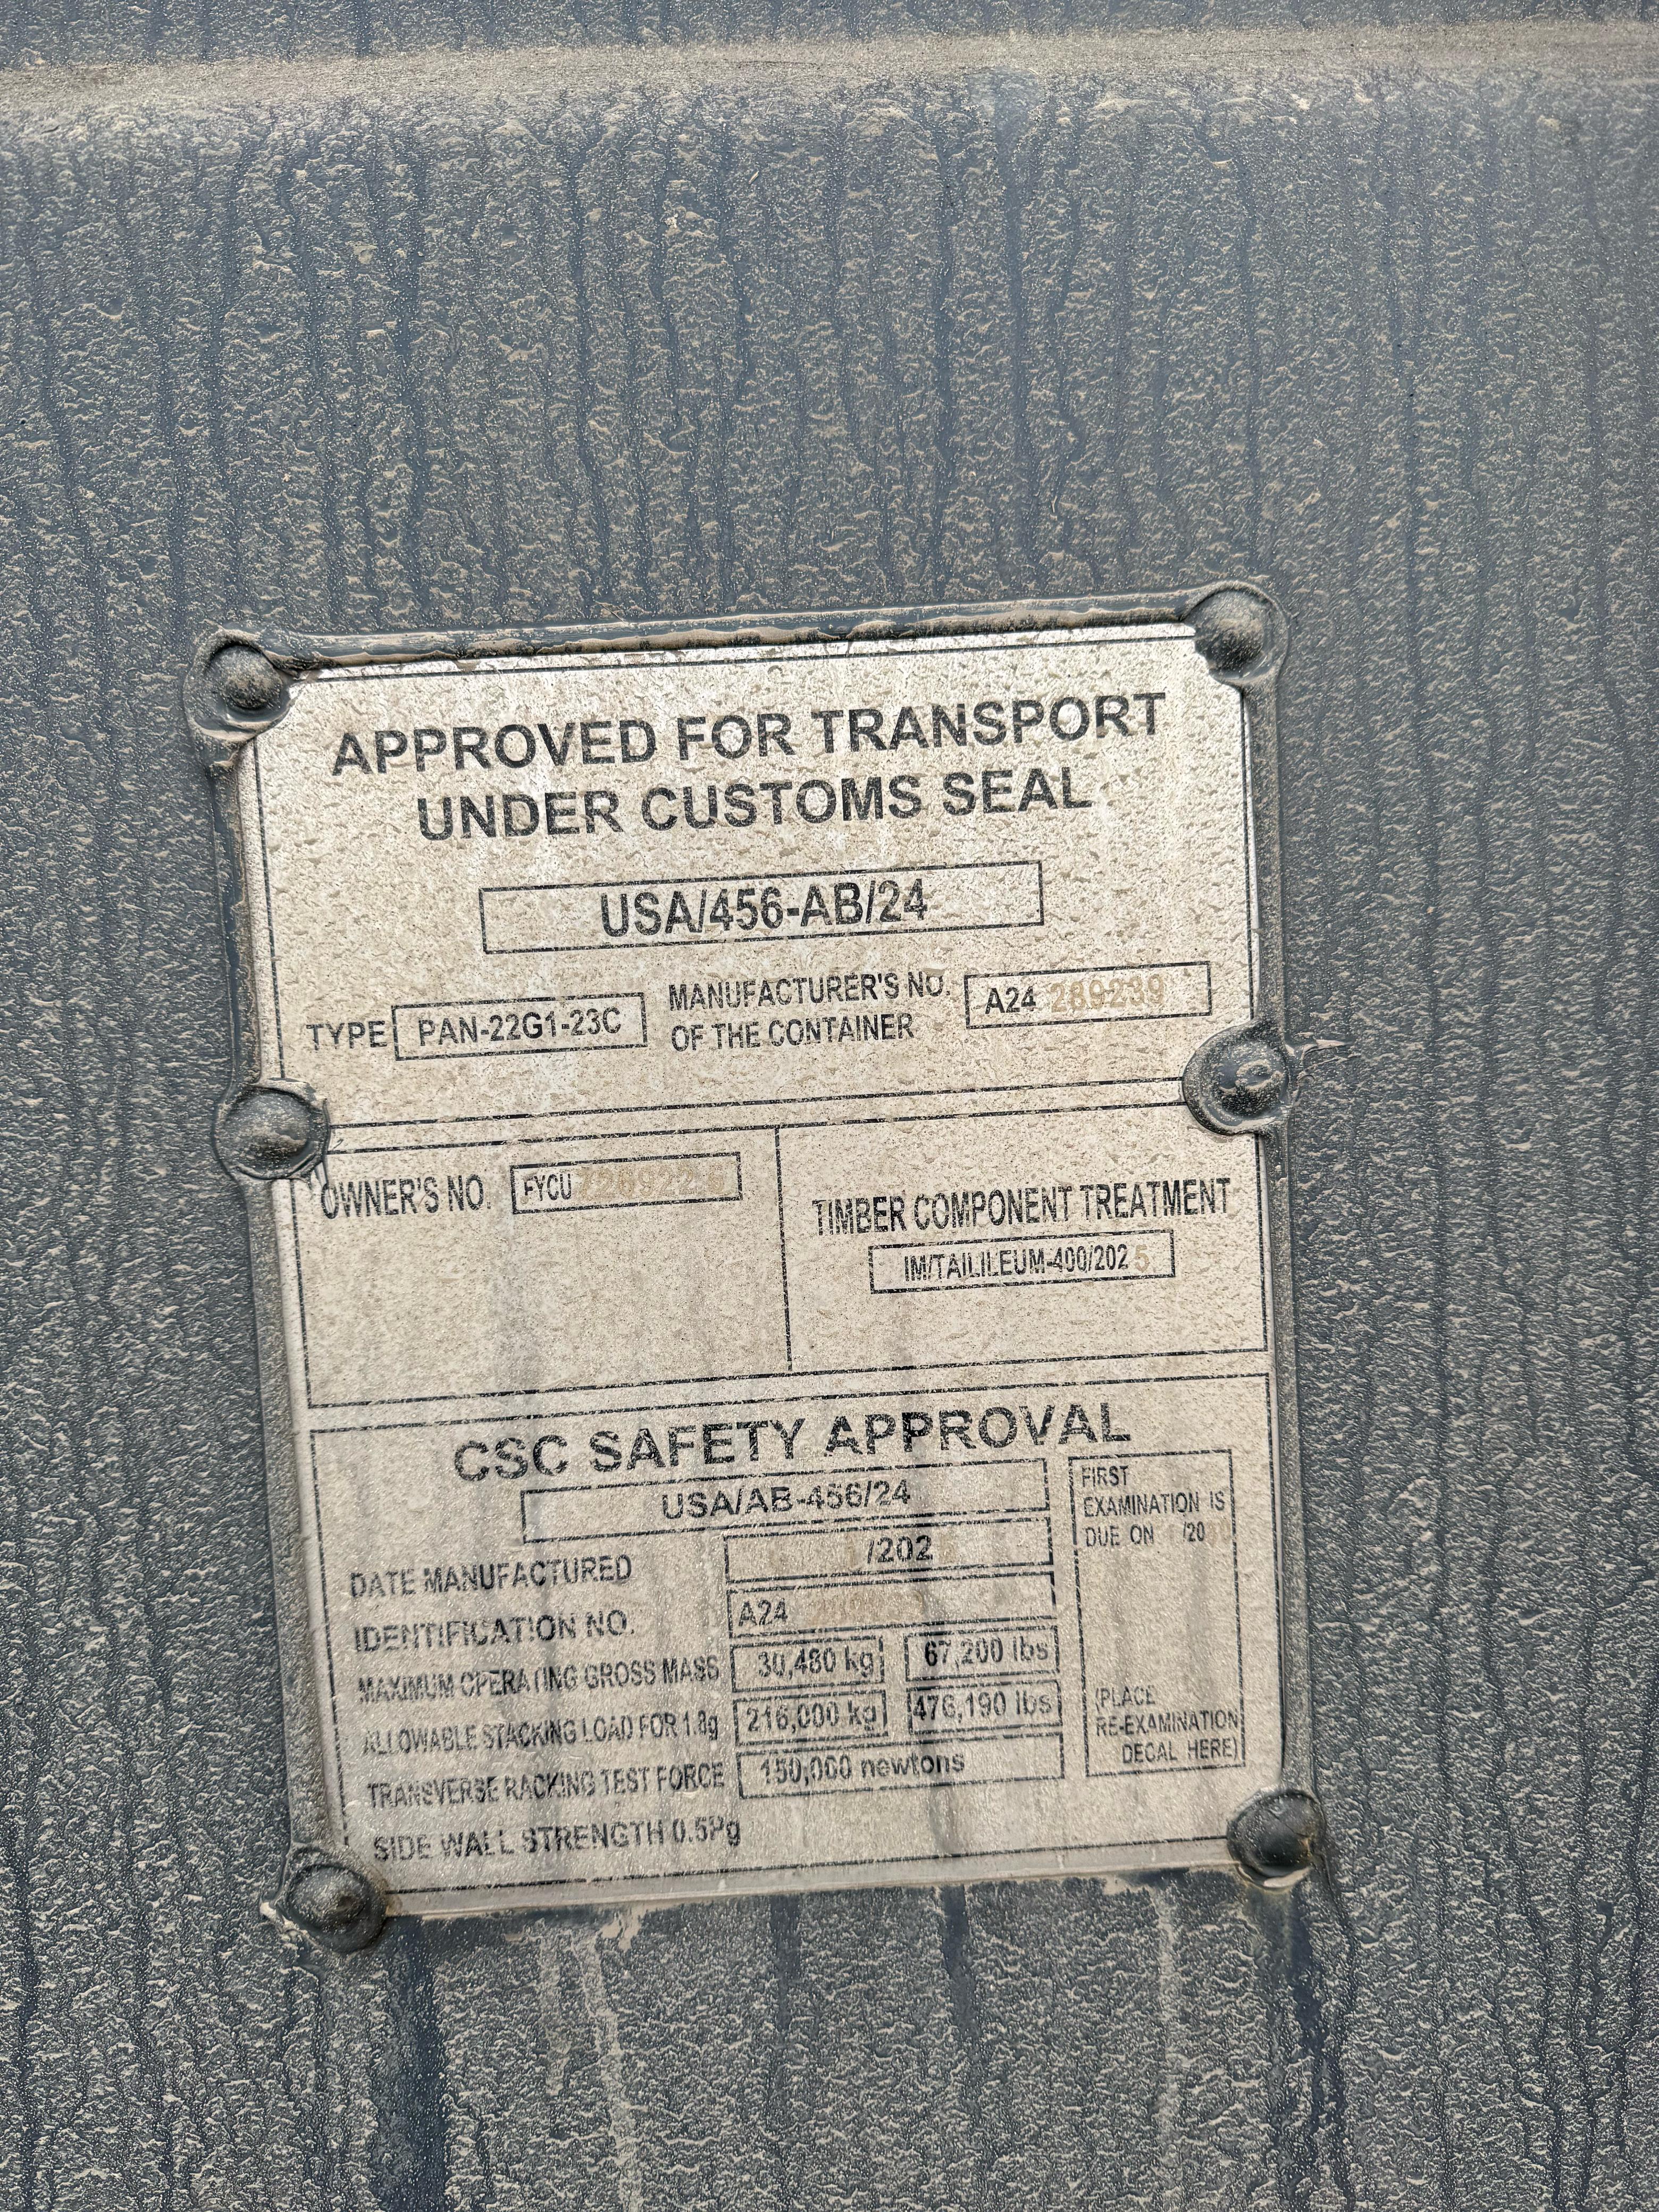 APPROVED FOR TRANSPORT
UNDER CUSTOMS SEAL
USA/456-AB/24
TYPE PAN-22G1-23C MANUFACTURER'S NO. OF THE CONTAINER A24 289239
OWNER'S NO. FYCU
TIMBER COMPONENT TREATMENT
IM/TAILILEUM-400/2025
CSC SAFETY APPROVAL
USA/AB-456/24
DATE MANUFACTURED /202
IDENTIFICATION NO. A24
MAXIMUM OPERATING GROSS MASS 30,480 kg 67,200 lbs
ALLOWABLE STACKING LOAD FOR 1.8g 216,000 kg 476,190 lbs
TRANSVERSE RACKING TEST FORCE 150,000 newtons
SIDE WALL STRENGTH 0.5Pg
FIRST
EXAMINATION IS
DUE ON /20
(PLACE
RE-EXAMINATION
DECAL HERE)